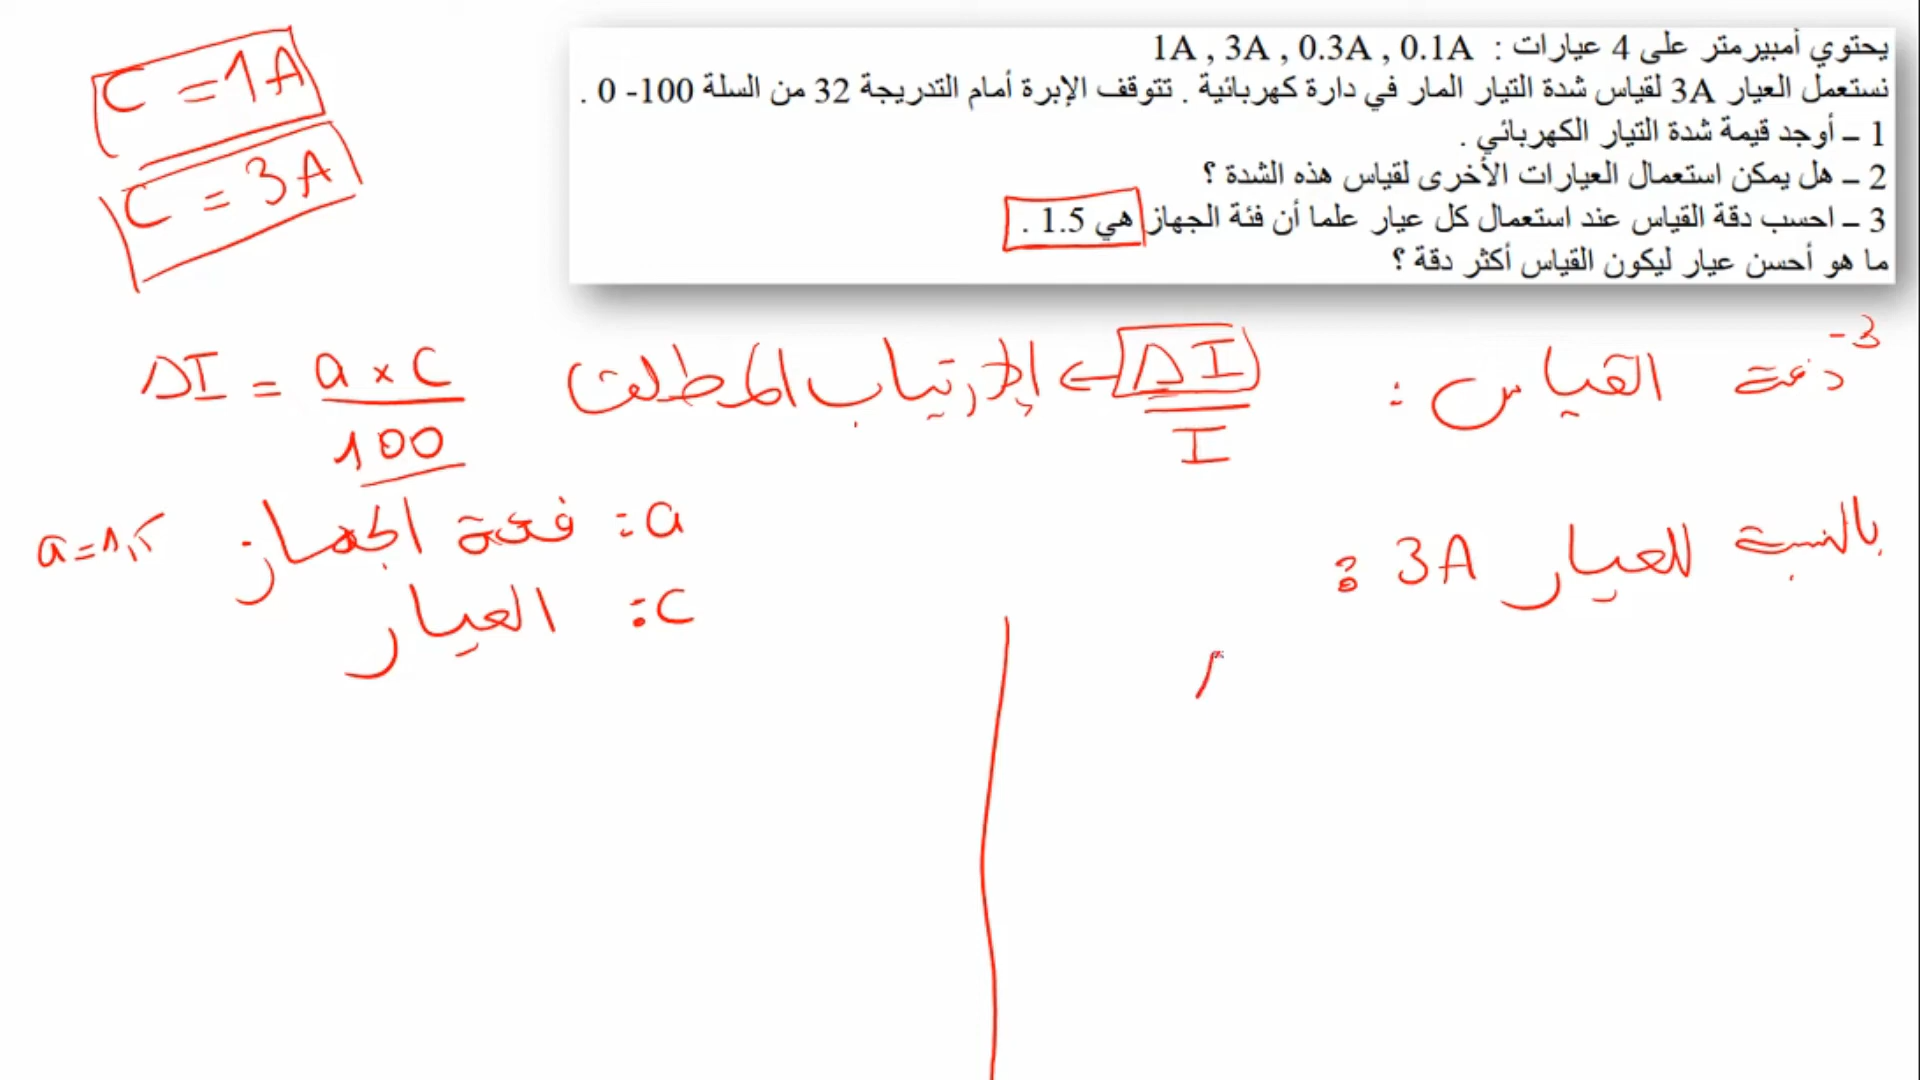 يحتوي أمبيرمتر على 4 عيارات : 1A , 3A , 0.3A , 0.1A
نستعمل العيار 3A لقياس شدة التيار المار في دارة كهربائية . تتوقف الإبرة أمام التدريجة 32 من السلة 100- 0 .
1 – أوجد قيمة شدة التيار الكهربائي .
2 – هل يمكن استعمال العيارات الأخرى لقياس هذه الشدة ؟
3 – احسب دقة القياس عند استعمال كل عيار علما أن فئة الجهاز هي 1.5 .
ما هو أحسن عيار ليكون القياس أكثر دقة ؟
C = 1A
C = 3A
3-
دقة القياس : ΔI / I ← الارتياب المطلق ΔI = a × C / 100
a: فئة الجهاز a = 1,5
c: العيار
بالنسبة للعيار 3A :